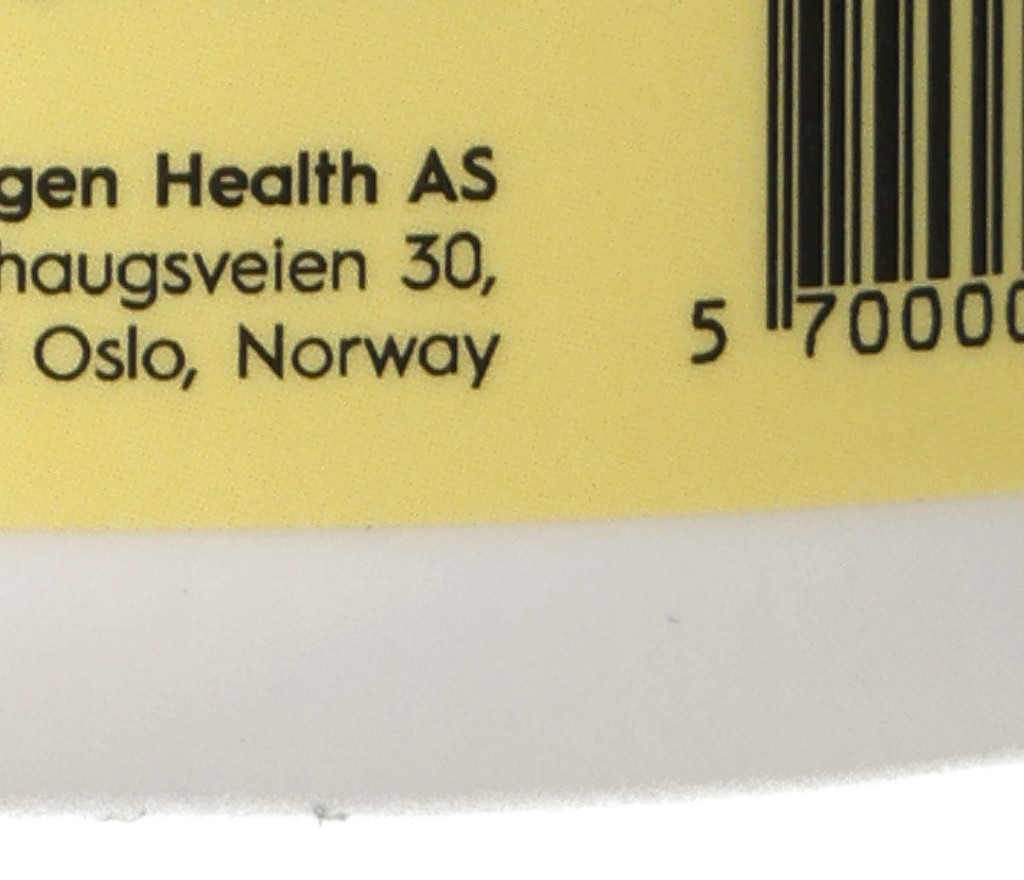 gen Health AS
haugsveien 30,
Oslo, Norway
5 70000